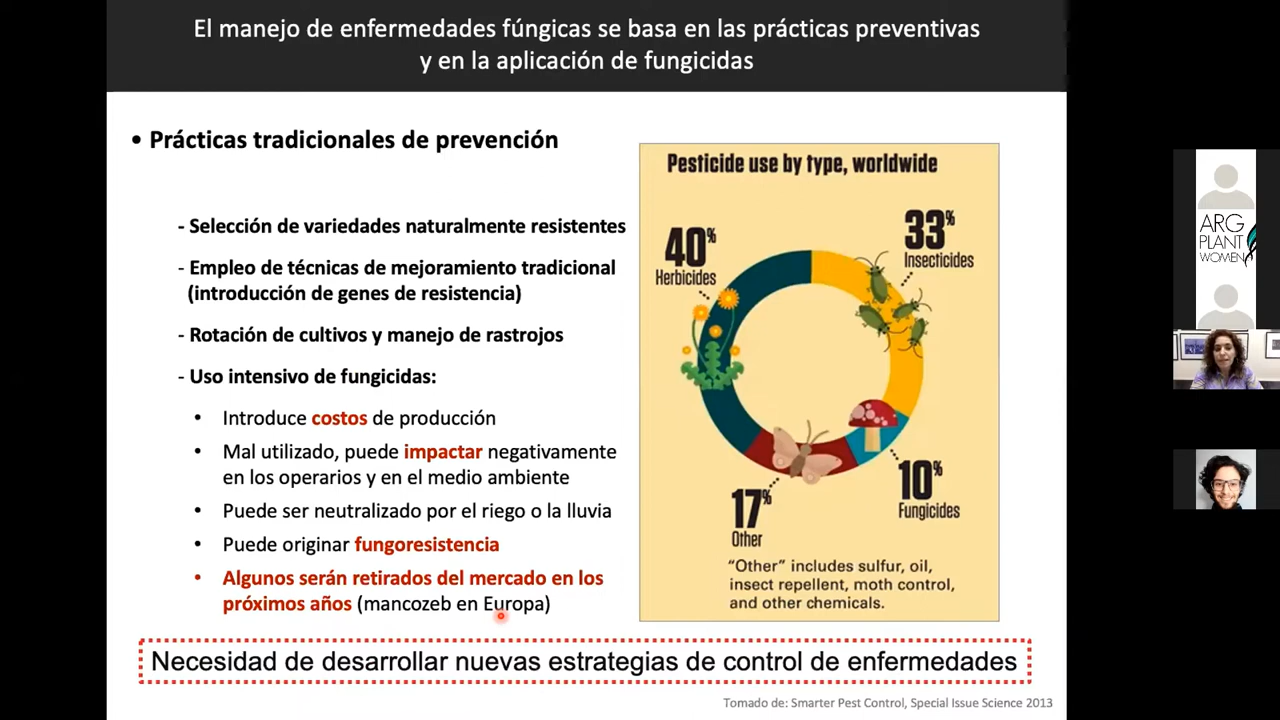 El manejo de enfermedades fúngicas se basa en las prácticas preventivas
y en la aplicación de fungicidas
• Prácticas tradicionales de prevención
- Selección de variedades naturalmente resistentes
- Empleo de técnicas de mejoramiento tradicional
(introducción de genes de resistencia)
- Rotación de cultivos y manejo de rastrojos
- Uso intensivo de fungicidas:
• Introduce costos de producción
• Mal utilizado, puede impactar negativamente
en los operarios y en el medio ambiente
• Puede ser neutralizado por el riego o la lluvia
• Puede originar fungoresistencia
• Algunos serán retirados del mercado en los
próximos años (mancozeb en Europa)
Pesticide use by type, worldwide
40%
Herbicides
33%
Insecticides
10%
Fungicides
17%
Other
“Other” includes sulfur, oil,
insect repellent, moth control,
and other chemicals.
Necesidad de desarrollar nuevas estrategias de control de enfermedades
Tomado de: Smarter Pest Control, Special Issue Science 2013
ARG
PLANT
WOMEN